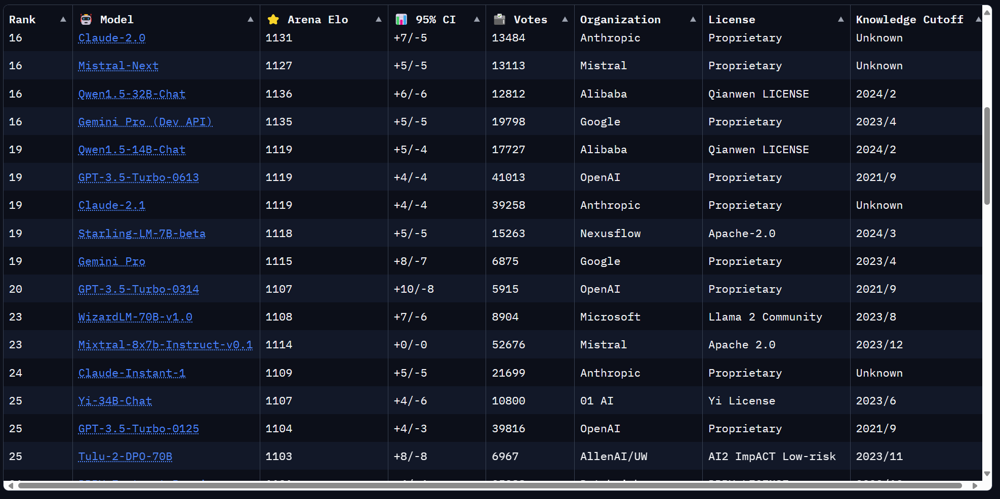 Rank Model Arena Elo 95% CI Votes Organization License Knowledge Cutoff
16 Claude-2.0 1131 +7/-5 13484 Anthropic Proprietary Unknown
16 Mistral-Next 1127 +5/-5 13113 Mistral Proprietary Unknown
16 Qwen1.5-32B-Chat 1136 +6/-6 12812 Alibaba Qianwen LICENSE 2024/2
16 Gemini Pro (Dev API) 1135 +5/-5 19798 Google Proprietary 2023/4
19 Qwen1.5-14B-Chat 1119 +5/-4 17727 Alibaba Qianwen LICENSE 2024/2
19 GPT-3.5-Turbo-0613 1119 +4/-4 41013 OpenAI Proprietary 2021/9
19 Claude-2.1 1119 +4/-4 39258 Anthropic Proprietary Unknown
19 Starling-LM-7B-beta 1118 +5/-5 15263 Nexusflow Apache-2.0 2024/3
19 Gemini Pro 1115 +8/-7 6875 Google Proprietary 2023/4
20 GPT-3.5-Turbo-0314 1107 +10/-8 5915 OpenAI Proprietary 2021/9
23 WizardLM-70B-v1.0 1108 +7/-6 8904 Microsoft Llama 2 Community 2023/8
23 Mixtral-8x7b-Instruct-v0.1 1114 +0/-0 52676 Mistral Apache 2.0 2023/12
24 Claude-Instant-1 1109 +5/-5 21699 Anthropic Proprietary Unknown
25 Yi-34B-Chat 1107 +4/-6 10800 01 AI Yi License 2023/6
25 GPT-3.5-Turbo-0125 1104 +4/-3 39816 OpenAI Proprietary 2021/9
25 Tulu-2-DPO-70B 1103 +8/-8 6967 AllenAI/UW AI2 ImpACT Low-risk 2023/11